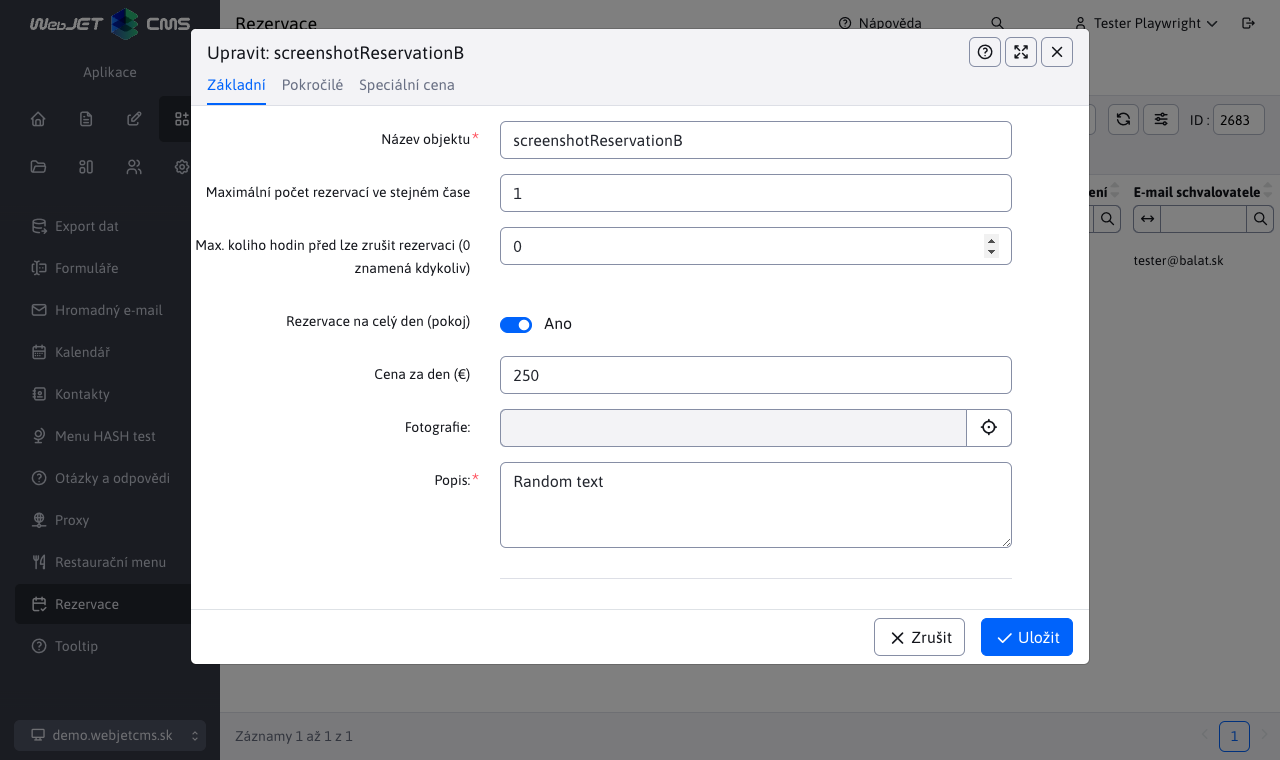 WebJET CMS
Rezervace
Nápověda
Tester Playwright
Aplikace
Export dat
Formuláře
Hromadný e-mail
Kalendář
Kontakty
Menu HASH test
Otázky a odpovědi
Proxy
Restaurační menu
Rezervace
Tooltip
demo.webjetcms.sk
Upravit: screenshotReservationB
Základní
Pokročilé
Speciální cena
Název objektu*
screenshotReservationB
Maximální počet rezervací ve stejném čase
1
Max. koliho hodin před lze zrušit rezervaci (0
znamená kdykoliv)
0
Rezervace na celý den (pokoj)
Ano
Cena za den (€)
250
Fotografie:
Popis:*
Random text
Zrušit
Uložit
ID :
2683
ení
E-mail schvalovatele
tester@balat.sk
Záznamy 1 až 1 z 1
1